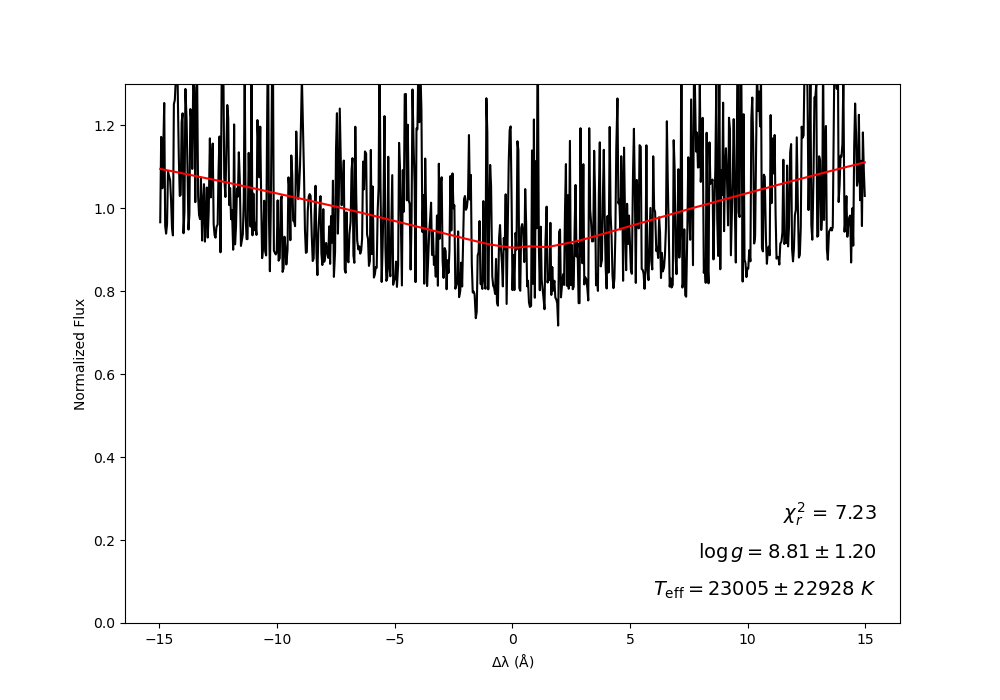 1.2
1.0
0.8
0.6
0.4
0.2
0.0
Normalized Flux
χ²ᵣ = 7.23
log g = 8.81 ± 1.20
T_eff = 23005 ± 22928 K
−15 −10 −5 0 5 10 15
Δλ (Å)